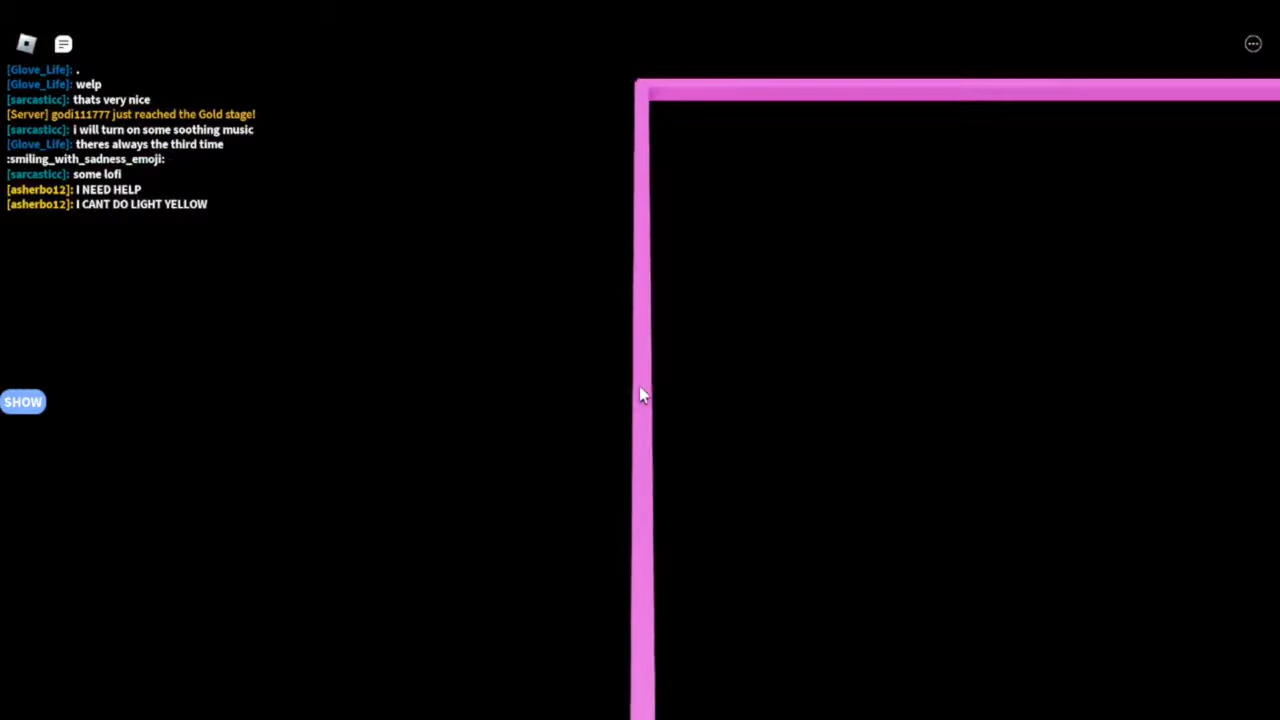 [Glove_Life]: .
[Glove_Life]: welp
[sarcasticc]: thats very nice
[Server] godi111777 just reached the Gold stage!
[sarcasticc]: i will turn on some soothing music
[Glove_Life]: theres always the third time
:smiling_with_sadness_emoji:
[sarcasticc]: some lofi
[asherbo12]: I NEED HELP
[asherbo12]: I CANT DO LIGHT YELLOW
SHOW